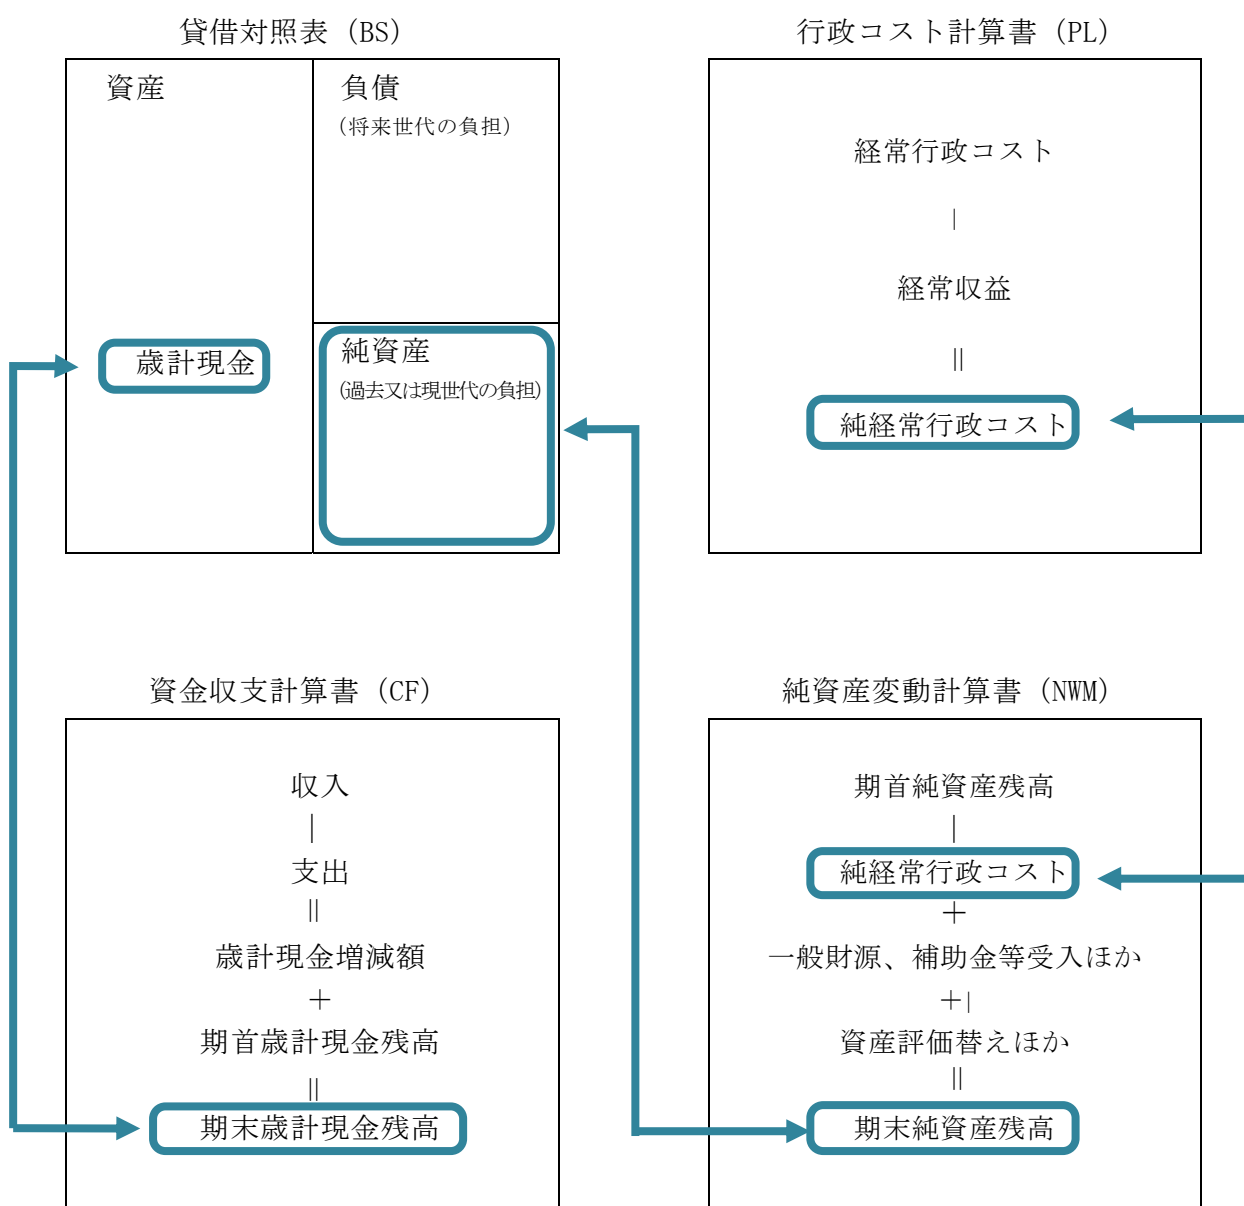 貸借対照表（BS）
資産
負債
（将来世代の負担）
歳計現金
純資産
（過去又は現世代の負担）
行政コスト計算書（PL）
経常行政コスト
｜
経常収益
||
純経常行政コスト
資金収支計算書（CF）
収入
｜
支出
||
歳計現金増減額
＋
期首歳計現金残高
||
期末歳計現金残高
純資産変動計算書（NWM）
期首純資産残高
｜
純経常行政コスト
＋
一般財源、補助金等受入ほか
＋|
資産評価替えほか
||
期末純資産残高